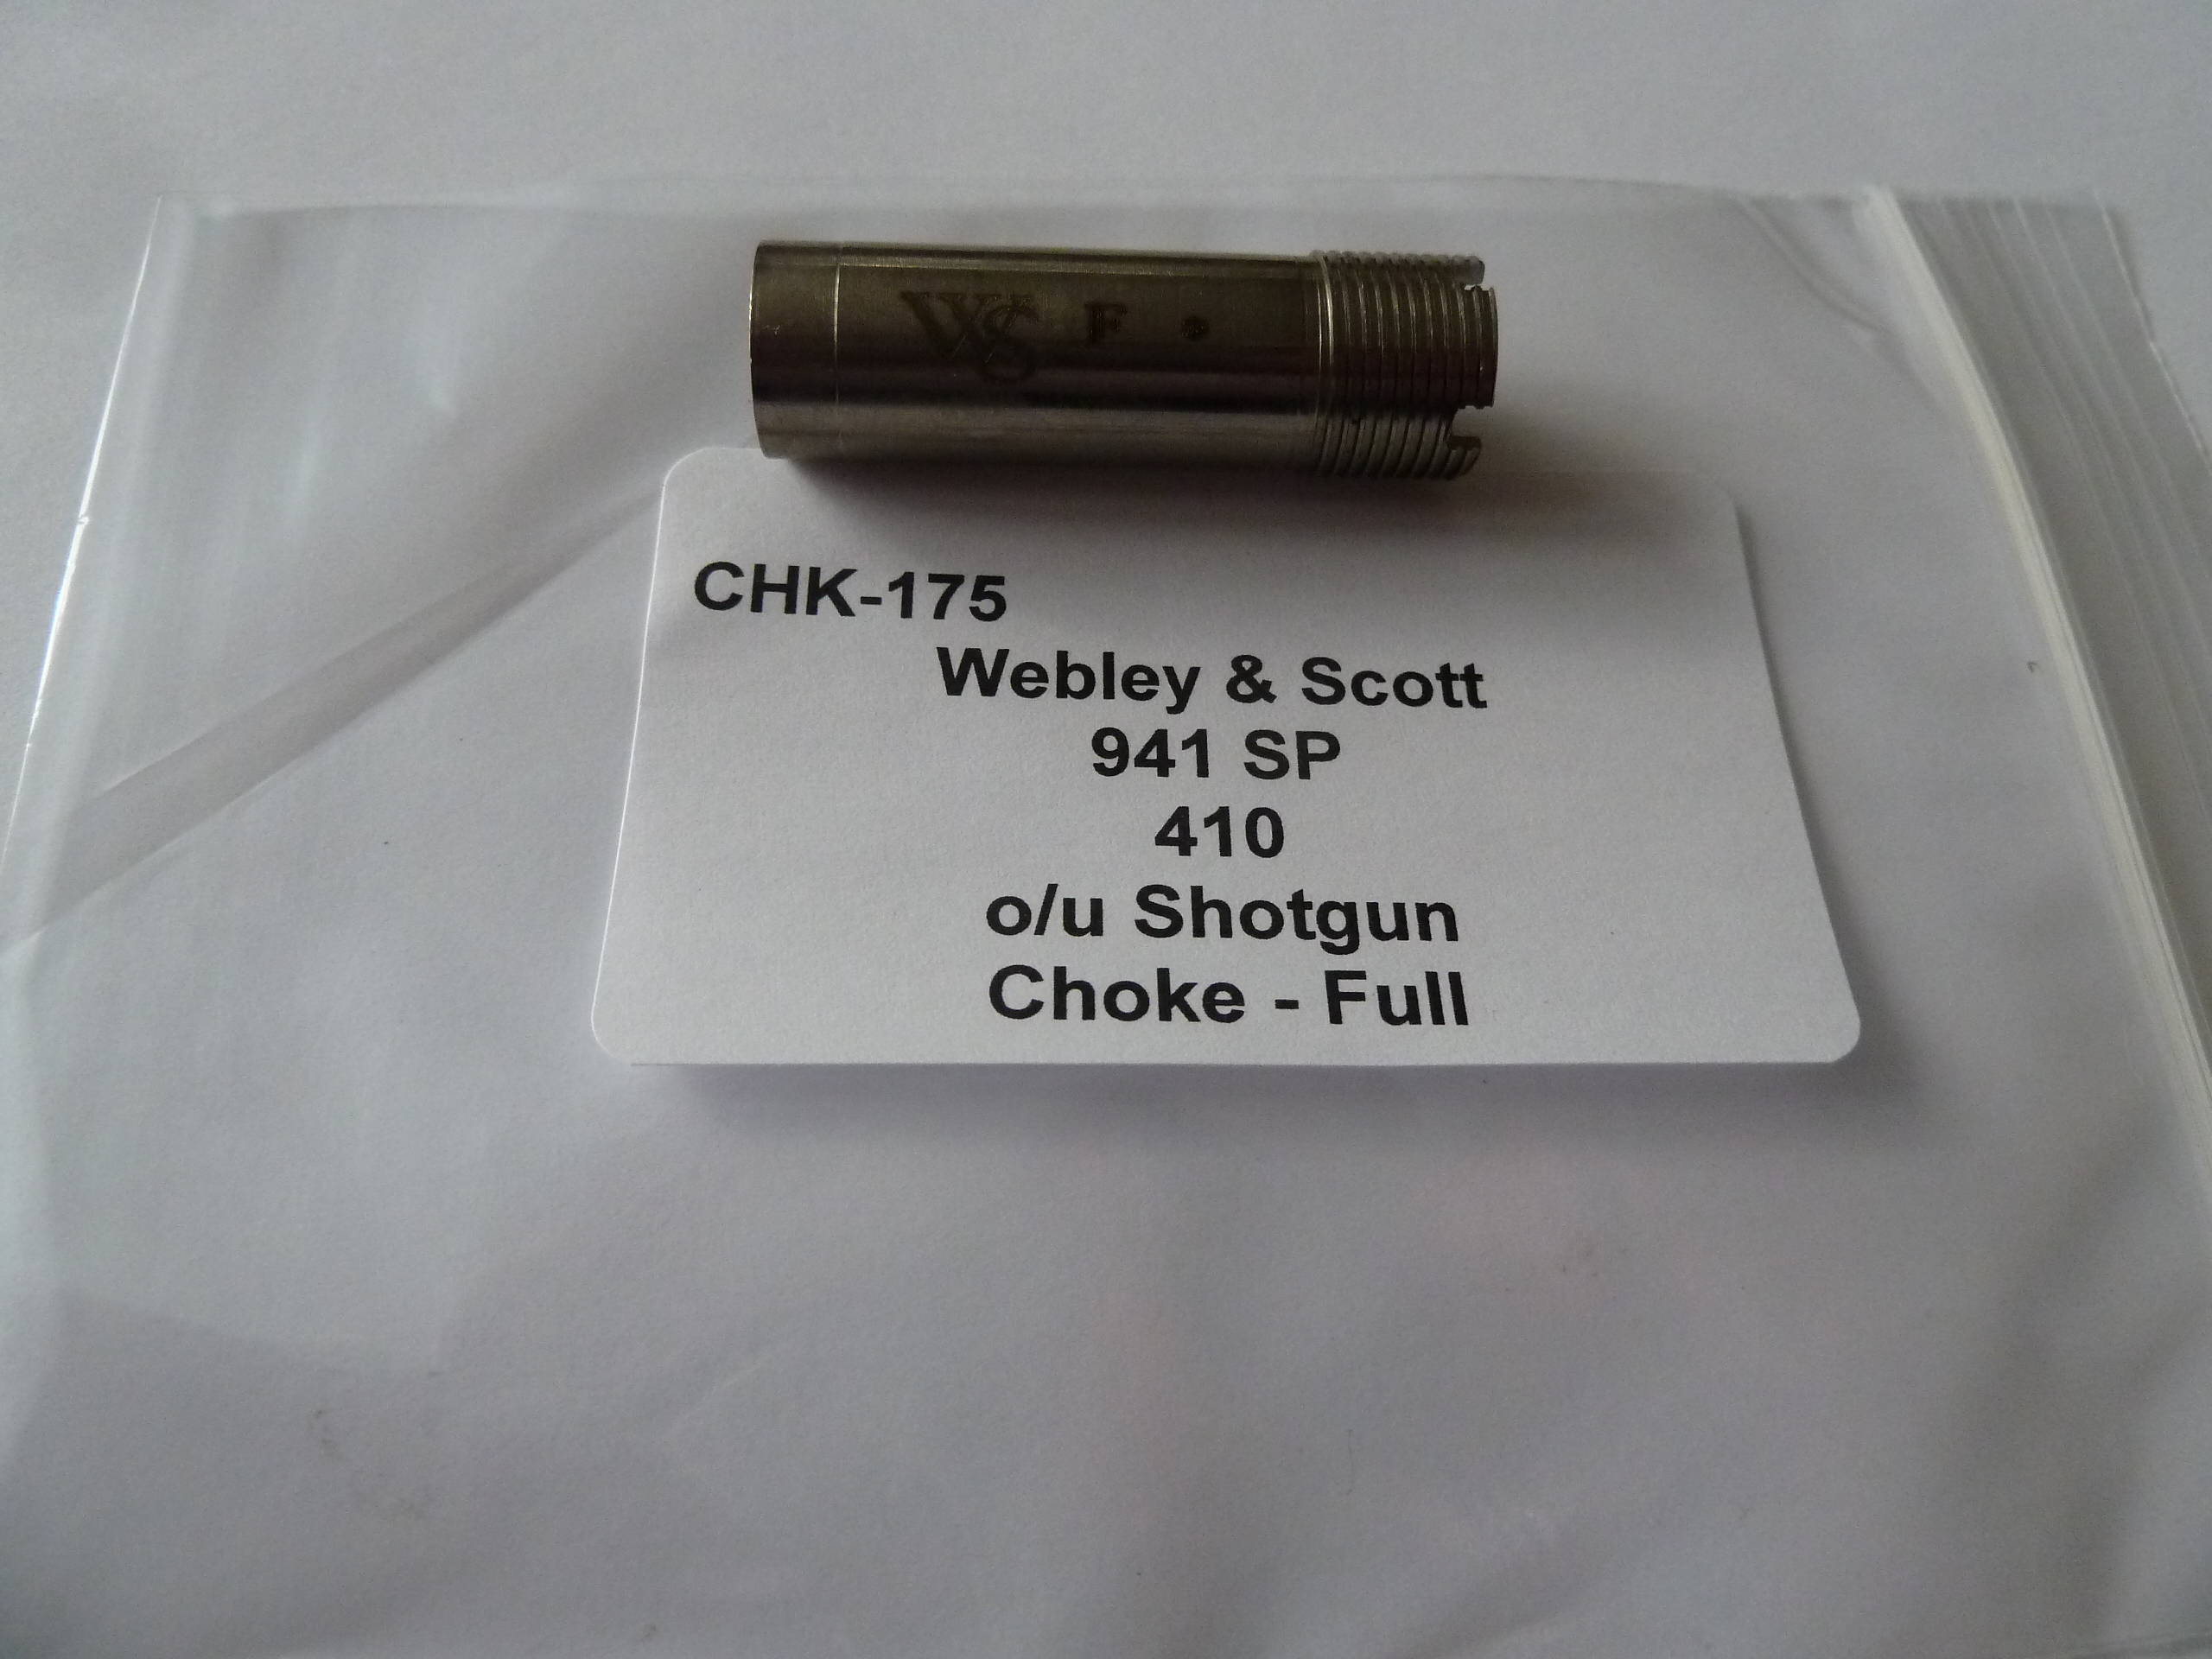 WS F *
CHK-175
Webley & Scott
941 SP
410
o/u Shotgun
Choke - Full